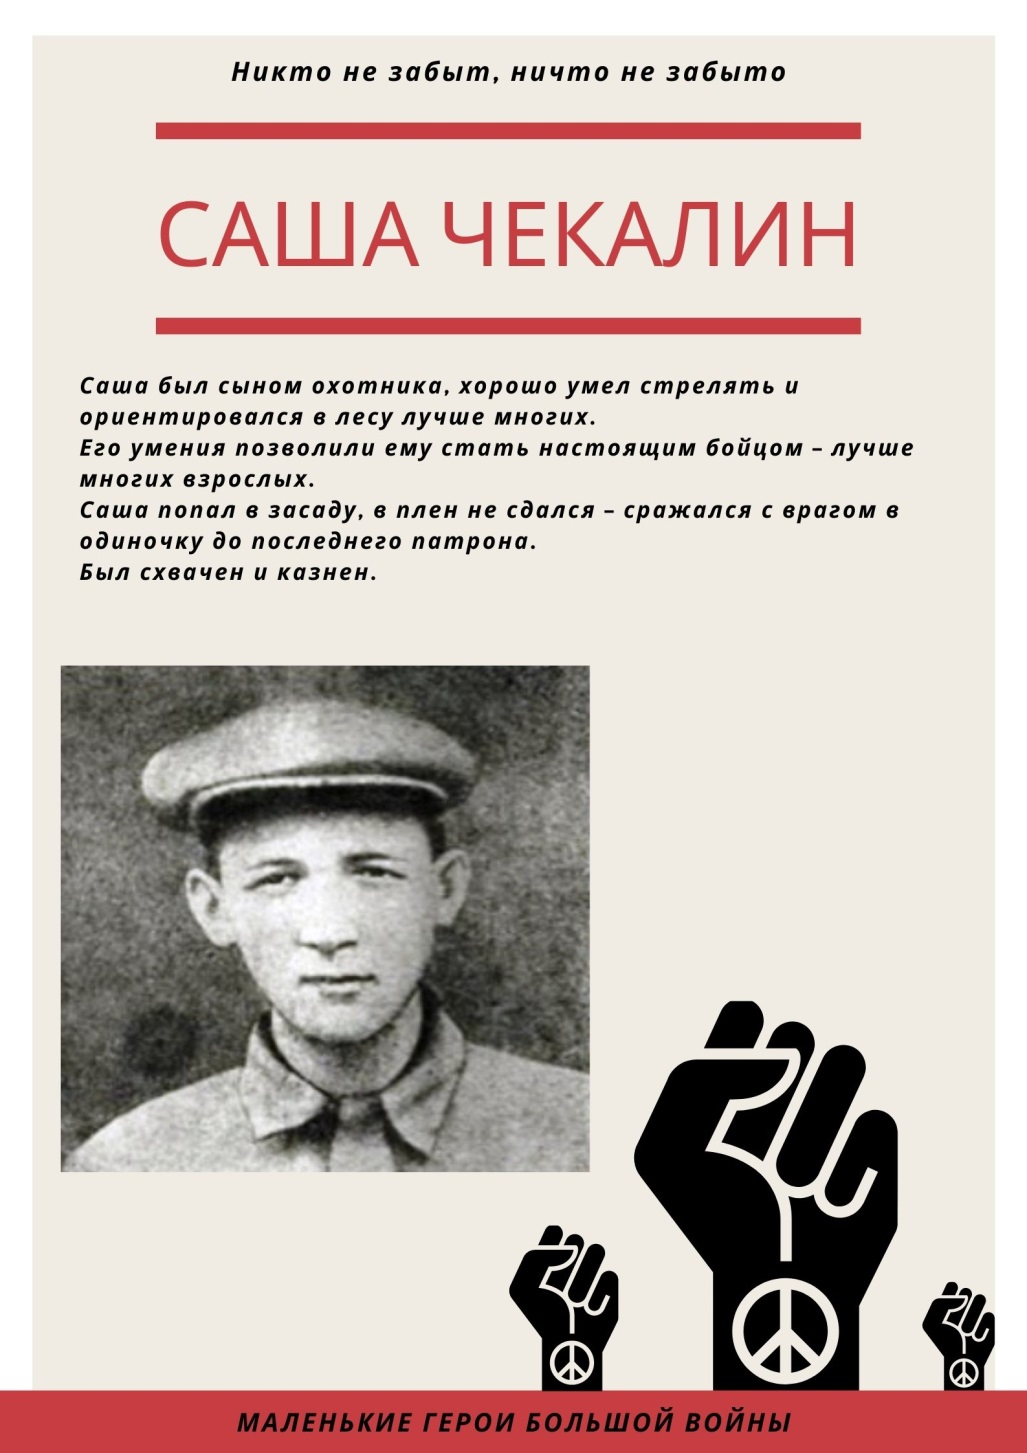 Никто не забыт, ничто не забыто
САША ЧЕКАЛИН
Саша был сыном охотника, хорошо умел стрелять и
ориентировался в лесу лучше многих.
Его умения позволили ему стать настоящим бойцом – лучше
многих взрослых.
Саша попал в засаду, в плен не сдался – сражался с врагом в
одиночку до последнего патрона.
Был схвачен и казнен.
МАЛЕНЬКИЕ ГЕРОИ БОЛЬШОЙ ВОЙНЫ